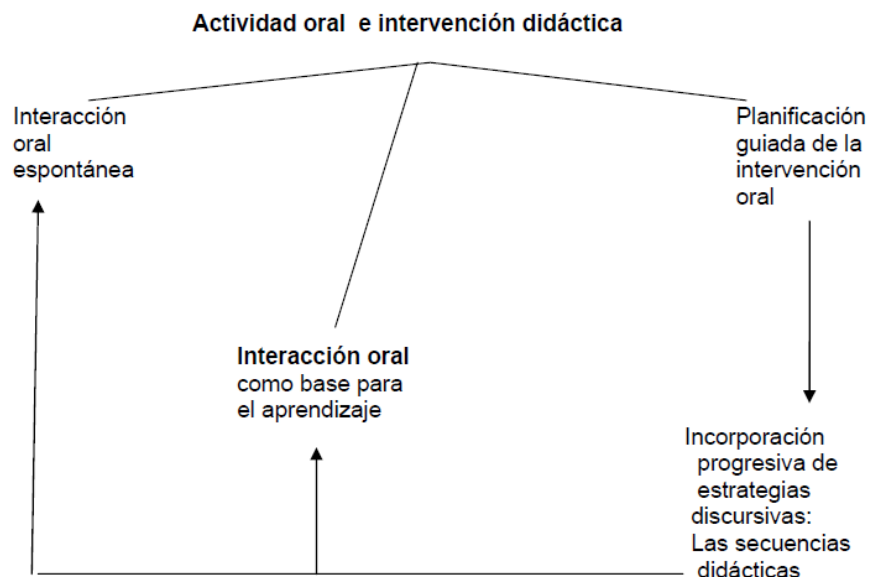 Actividad oral e intervención didáctica
Interacción
oral
espontánea
Planificación
guiada de la
intervención
oral
Interacción oral
como base para
el aprendizaje
Incorporación
progresiva de
estrategias
discursivas:
Las secuencias
didácticas